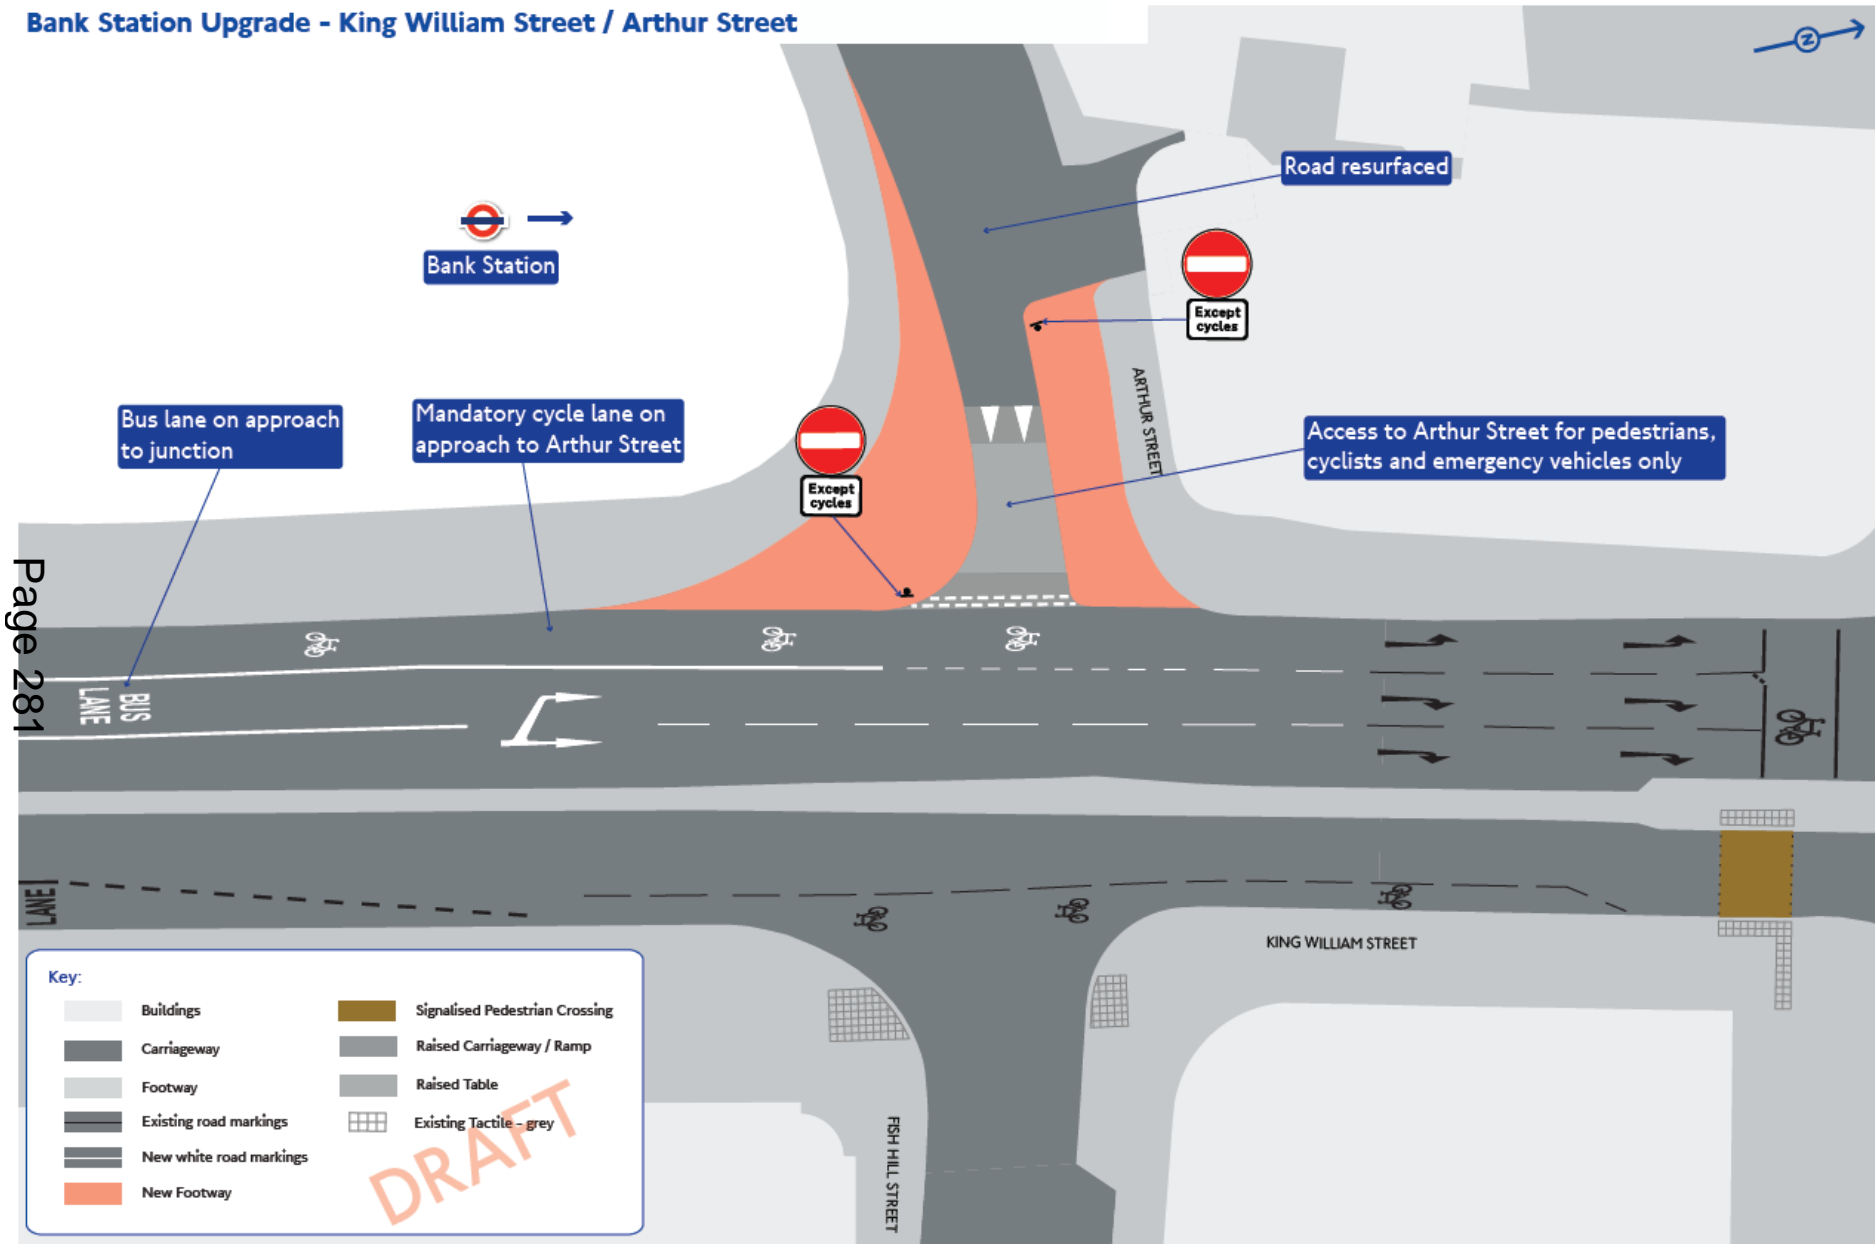 Bank Station Upgrade - King William Street / Arthur Street
N
Road resurfaced
Bank Station
Except
cycles
ARTHUR STREET
Bus lane on approach
to junction
Mandatory cycle lane on
approach to Arthur Street
Except
cycles
Access to Arthur Street for pedestrians,
cyclists and emergency vehicles only
Page 281
BUS
LANE
LANE
KING WILLIAM STREET
FISH HILL STREET
Key:
Buildings
Carriageway
Footway
Existing road markings
New white road markings
New Footway
Signalised Pedestrian Crossing
Raised Carriageway / Ramp
Raised Table
Existing Tactile - grey
DRAFT